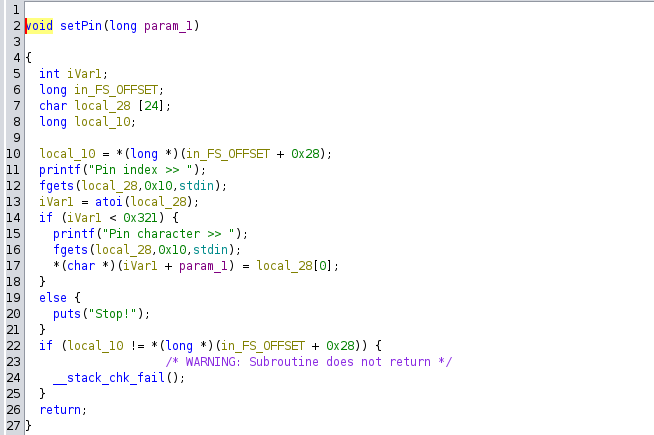 1
2 void setPin(long param_1)
3
4 {
5 int iVar1;
6 long in_FS_OFFSET;
7 char local_28 [24];
8 long local_10;
9
10 local_10 = *(long *)(in_FS_OFFSET + 0x28);
11 printf("Pin index >> ");
12 fgets(local_28,0x10,stdin);
13 iVar1 = atoi(local_28);
14 if (iVar1 < 0x321) {
15 printf("Pin character >> ");
16 fgets(local_28,0x10,stdin);
17 *(char *)(iVar1 + param_1) = local_28[0];
18 }
19 else {
20 puts("Stop!");
21 }
22 if (local_10 != *(long *)(in_FS_OFFSET + 0x28)) {
23 /* WARNING: Subroutine does not return */
24 __stack_chk_fail();
25 }
26 return;
27 }